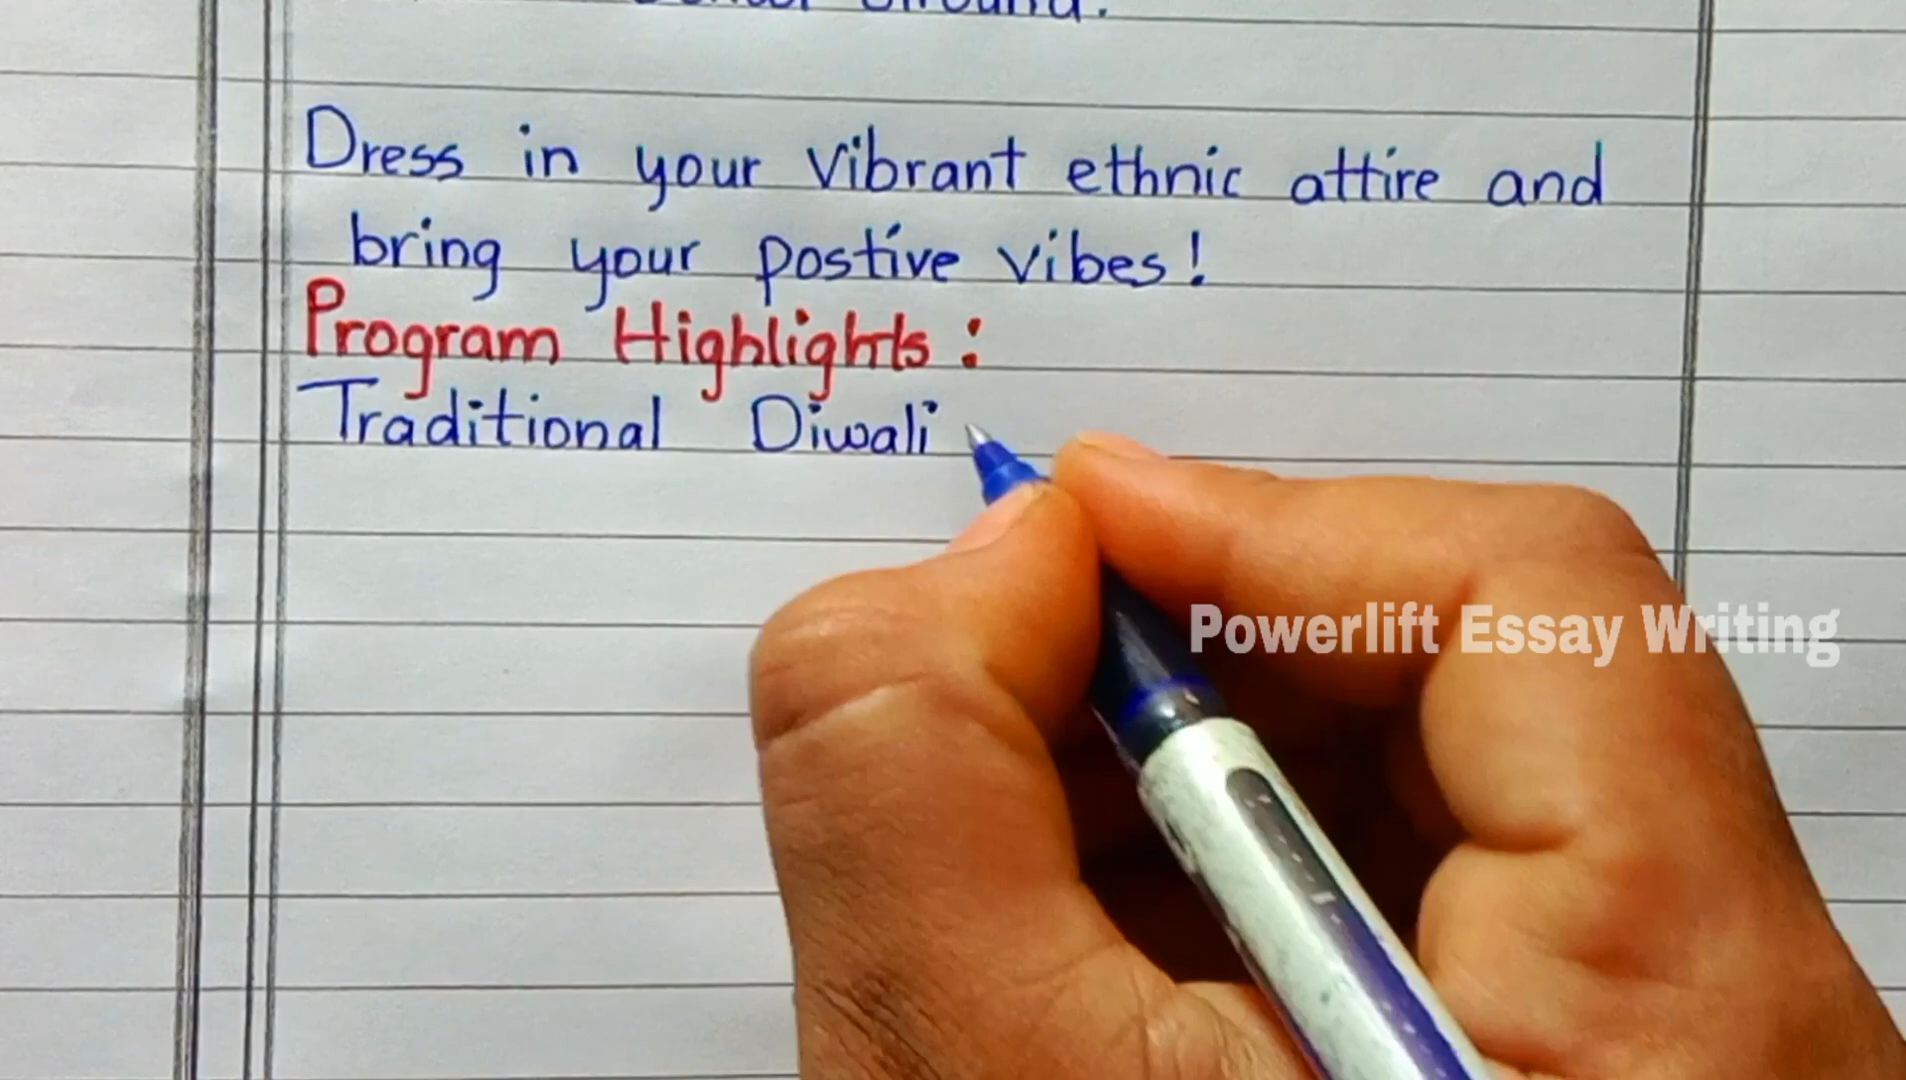 Dress in your vibrant ethnic attire and
bring your postive vibes!
Program Highlights:
Traditional Diwali
Powerlift Essay Writing